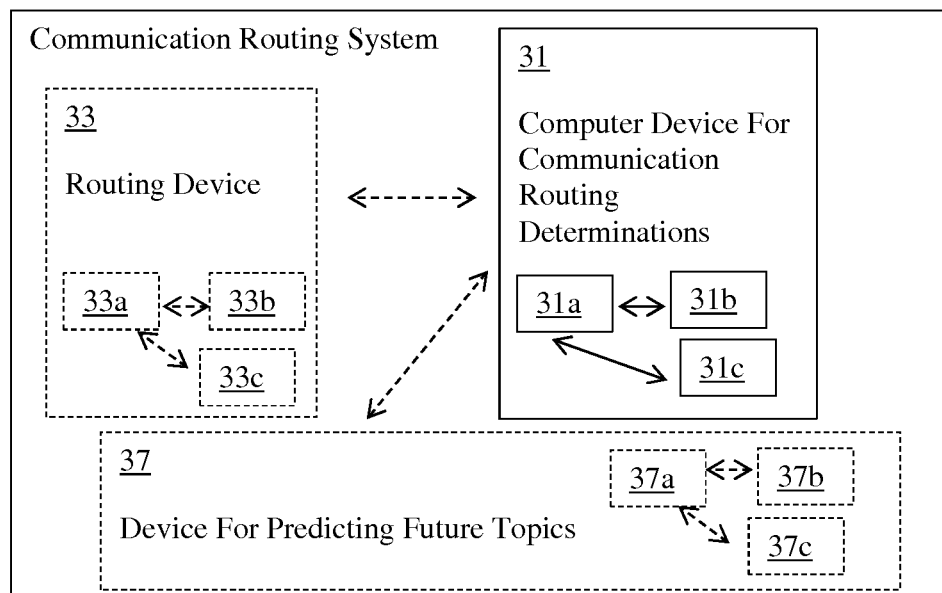 Communication Routing System
33
Routing Device
33a
33b
33c
31
Computer Device For
Communication
Routing
Determinations
31a
31b
31c
37
Device For Predicting Future Topics
37a
37b
37c